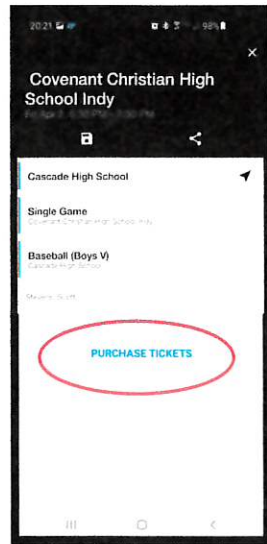 20:21
98%
Covenant Christian High
School Indy
Cascade High School
Single Game
Covenant Christian High School Indy
Baseball (Boys V)
Cascade High School
PURCHASE TICKETS